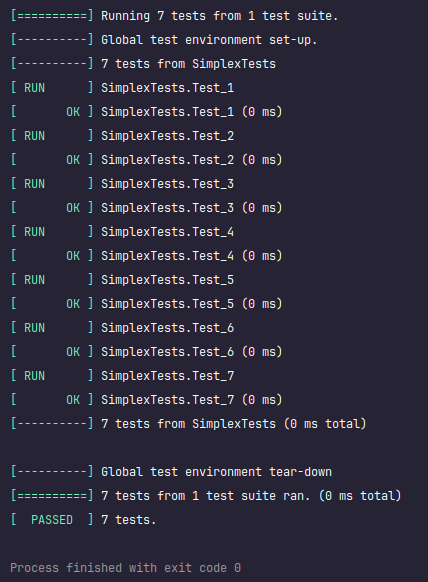 [==========] Running 7 tests from 1 test suite.
[----------] Global test environment set-up.
[----------] 7 tests from SimplexTests
[ RUN      ] SimplexTests.Test_1
[       OK ] SimplexTests.Test_1 (0 ms)
[ RUN      ] SimplexTests.Test_2
[       OK ] SimplexTests.Test_2 (0 ms)
[ RUN      ] SimplexTests.Test_3
[       OK ] SimplexTests.Test_3 (0 ms)
[ RUN      ] SimplexTests.Test_4
[       OK ] SimplexTests.Test_4 (0 ms)
[ RUN      ] SimplexTests.Test_5
[       OK ] SimplexTests.Test_5 (0 ms)
[ RUN      ] SimplexTests.Test_6
[       OK ] SimplexTests.Test_6 (0 ms)
[ RUN      ] SimplexTests.Test_7
[       OK ] SimplexTests.Test_7 (0 ms)
[----------] 7 tests from SimplexTests (0 ms total)
[----------] Global test environment tear-down
[==========] 7 tests from 1 test suite ran. (0 ms total)
[  PASSED  ] 7 tests.
Process finished with exit code 0